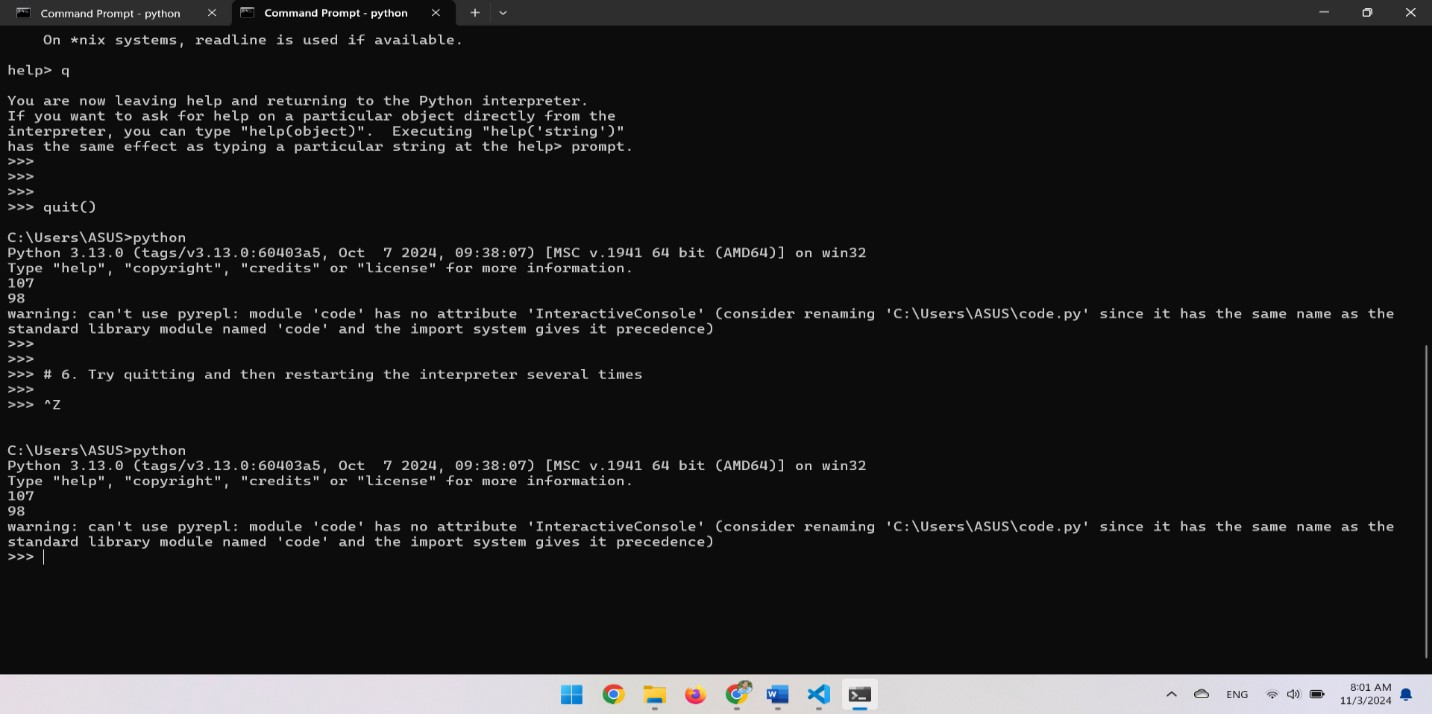 Command Prompt - python
Command Prompt - python
On *nix systems, readline is used if available.
help> q
You are now leaving help and returning to the Python interpreter.
If you want to ask for help on a particular object directly from the
interpreter, you can type "help(object)".  Executing "help('string')"
has the same effect as typing a particular string at the help> prompt.
>>>
>>>
>>>
>>> quit()
C:\Users\ASUS>python
Python 3.13.0 (tags/v3.13.0:60403a5, Oct  7 2024, 09:38:07) [MSC v.1941 64 bit (AMD64)] on win32
Type "help", "copyright", "credits" or "license" for more information.
107
98
warning: can't use pyrepl: module 'code' has no attribute 'InteractiveConsole' (consider renaming 'C:\Users\ASUS\code.py' since it has the same name as the
standard library module named 'code' and the import system gives it precedence)
>>>
>>>
>>> # 6. Try quitting and then restarting the interpreter several times
>>>
>>> ^Z
C:\Users\ASUS>python
Python 3.13.0 (tags/v3.13.0:60403a5, Oct  7 2024, 09:38:07) [MSC v.1941 64 bit (AMD64)] on win32
Type "help", "copyright", "credits" or "license" for more information.
107
98
warning: can't use pyrepl: module 'code' has no attribute 'InteractiveConsole' (consider renaming 'C:\Users\ASUS\code.py' since it has the same name as the
standard library module named 'code' and the import system gives it precedence)
>>>
ENG
8:01 AM
11/3/2024